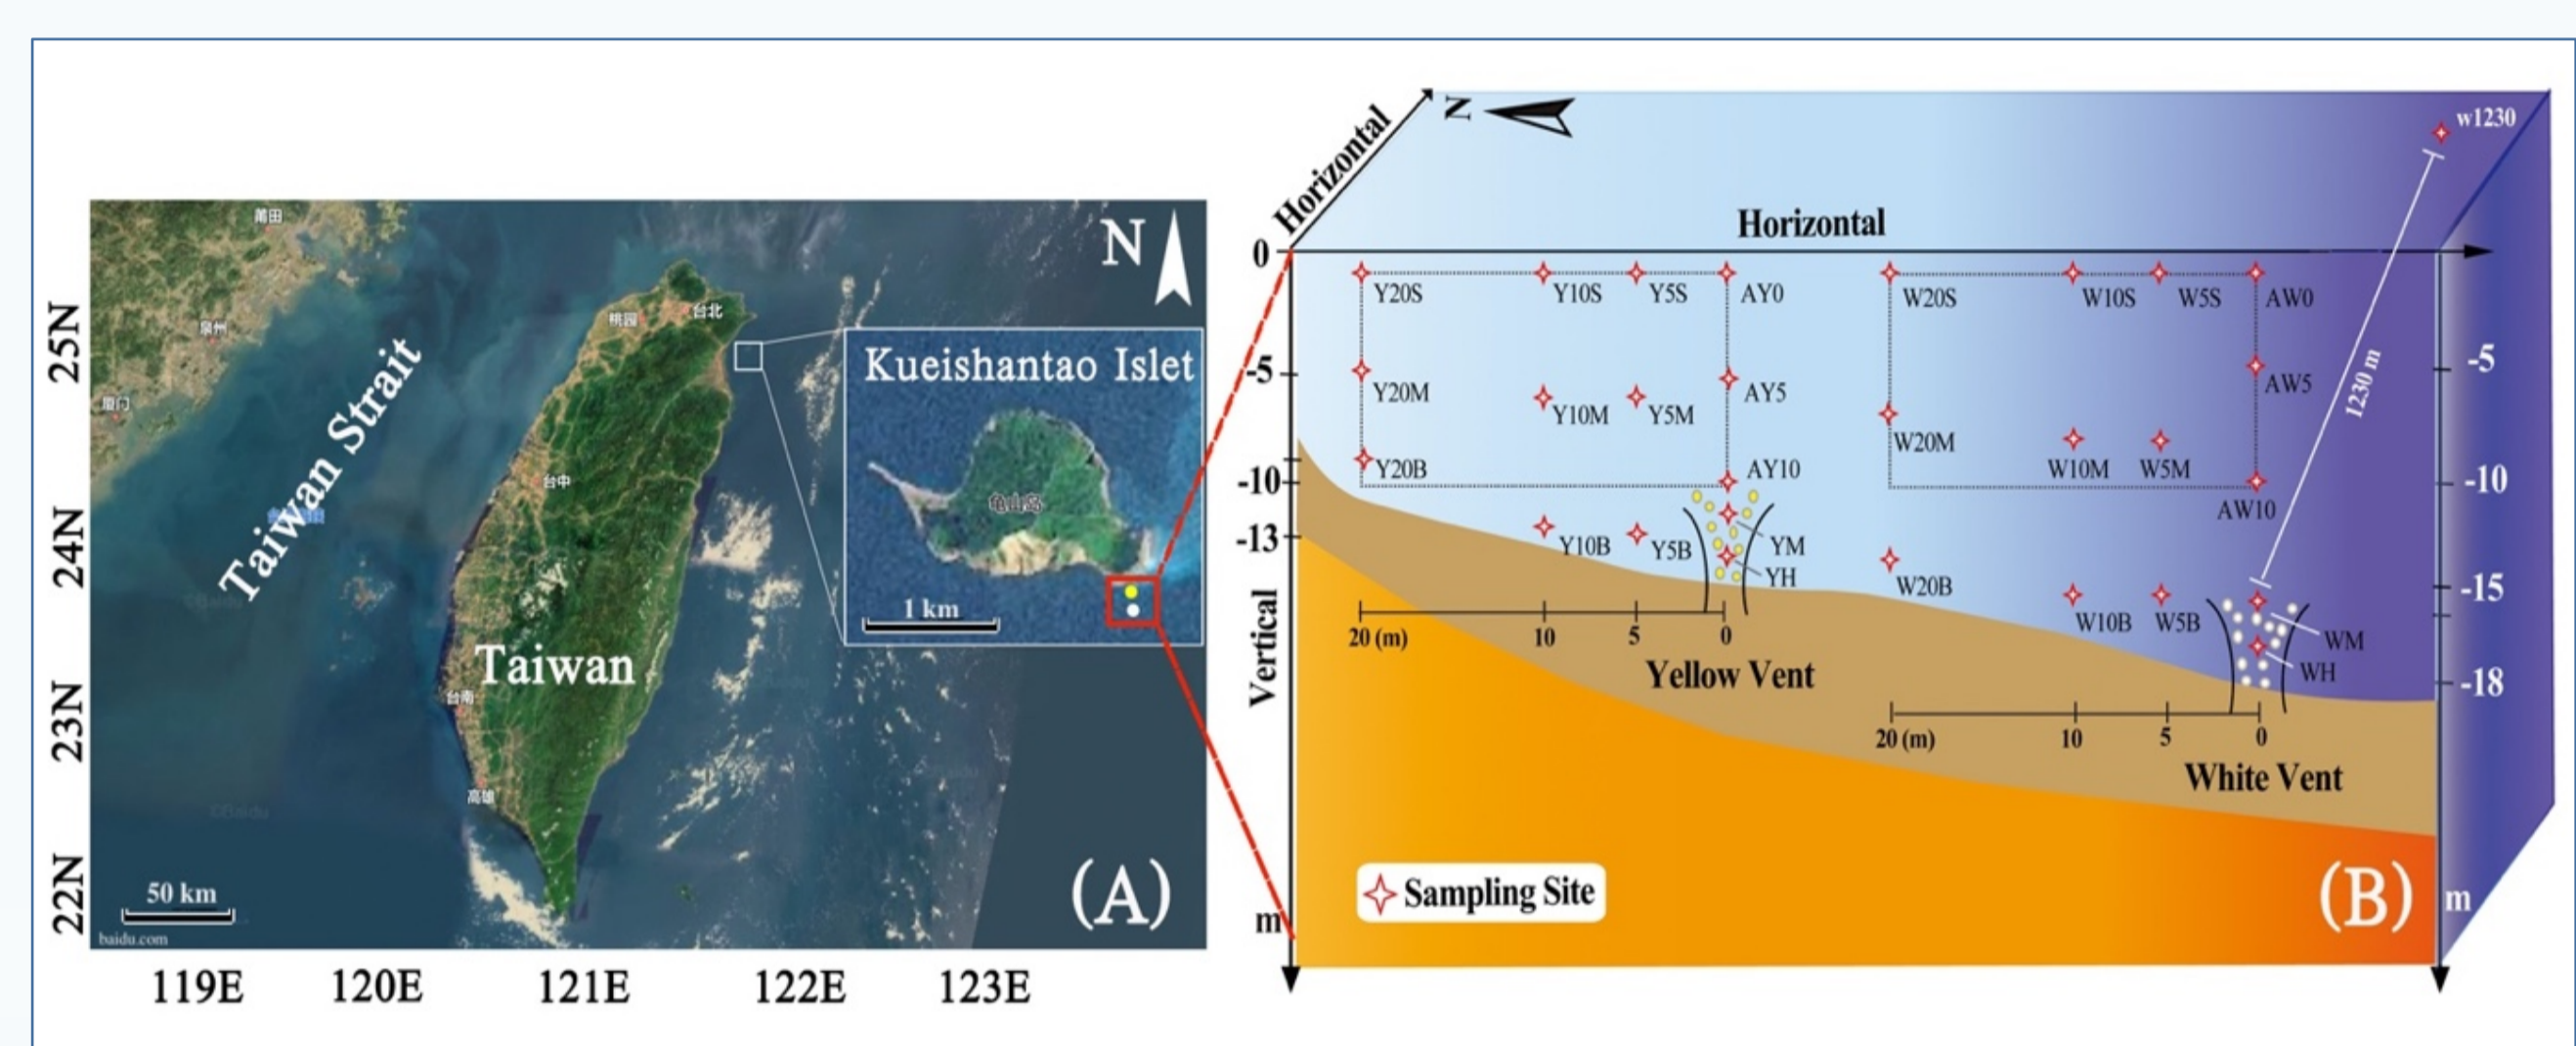 莆田
N
25N
桃园
台北
泉州
Kueishantao Islet
Taiwan Strait
厦门
龟山岛
24N
台中
1 km
Taiwan
23N
台南
高雄
50 km
22N
(A)
baidu.com
119E
120E
121E
122E
123E
N
Horizontal
w1230
Horizontal
0
Y20S
Y10S
Y5S
AY0
W20S
W10S
W5S
AW0
-5
-5
1230 m
Y20M
Y10M
Y5M
AY5
AW5
W20M
W10M
W5M
Y20B
AY10
-10
-10
AW10
-13
Y10B
Y5B
YM
YH
W20B
-15
W10B
W5B
WM
WH
-18
Vertical
20 (m)
10
5
0
Yellow Vent
20 (m)
10
5
0
White Vent
Sampling Site
(B)
m
m